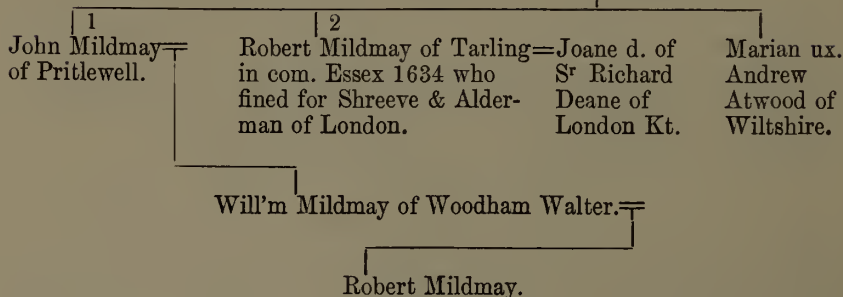 1
John Mildmay
of Pritlewell.
2
Robert Mildmay of Tarling
in com. Essex 1634 who
fined for Shreeve & Alder-
man of London.
Joane d. of
Sr Richard
Deane of
London Kt.
Marian ux.
Andrew
Atwood of
Wiltshire.
Will'm Mildmay of Woodham Walter.
Robert Mildmay.